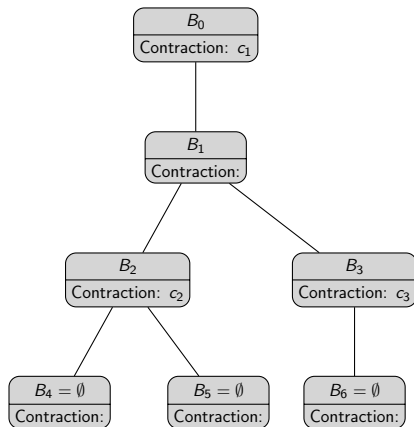 B₀
Contraction: c₁
B₁
Contraction:
B₂
Contraction: c₂
B₃
Contraction: c₃
B₄ = ∅
Contraction:
B₅ = ∅
Contraction:
B₆ = ∅
Contraction: